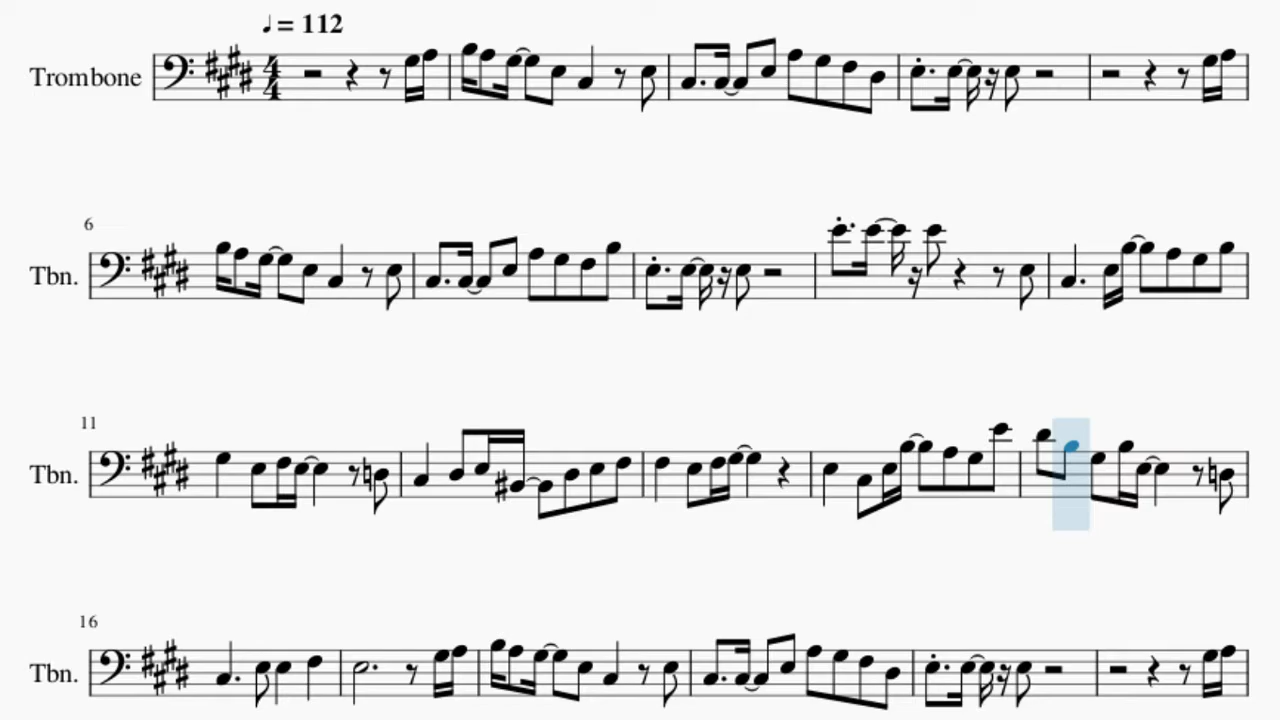 ♩ = 112
Trombone
4
4
6
Tbn.
11
Tbn.
16
Tbn.